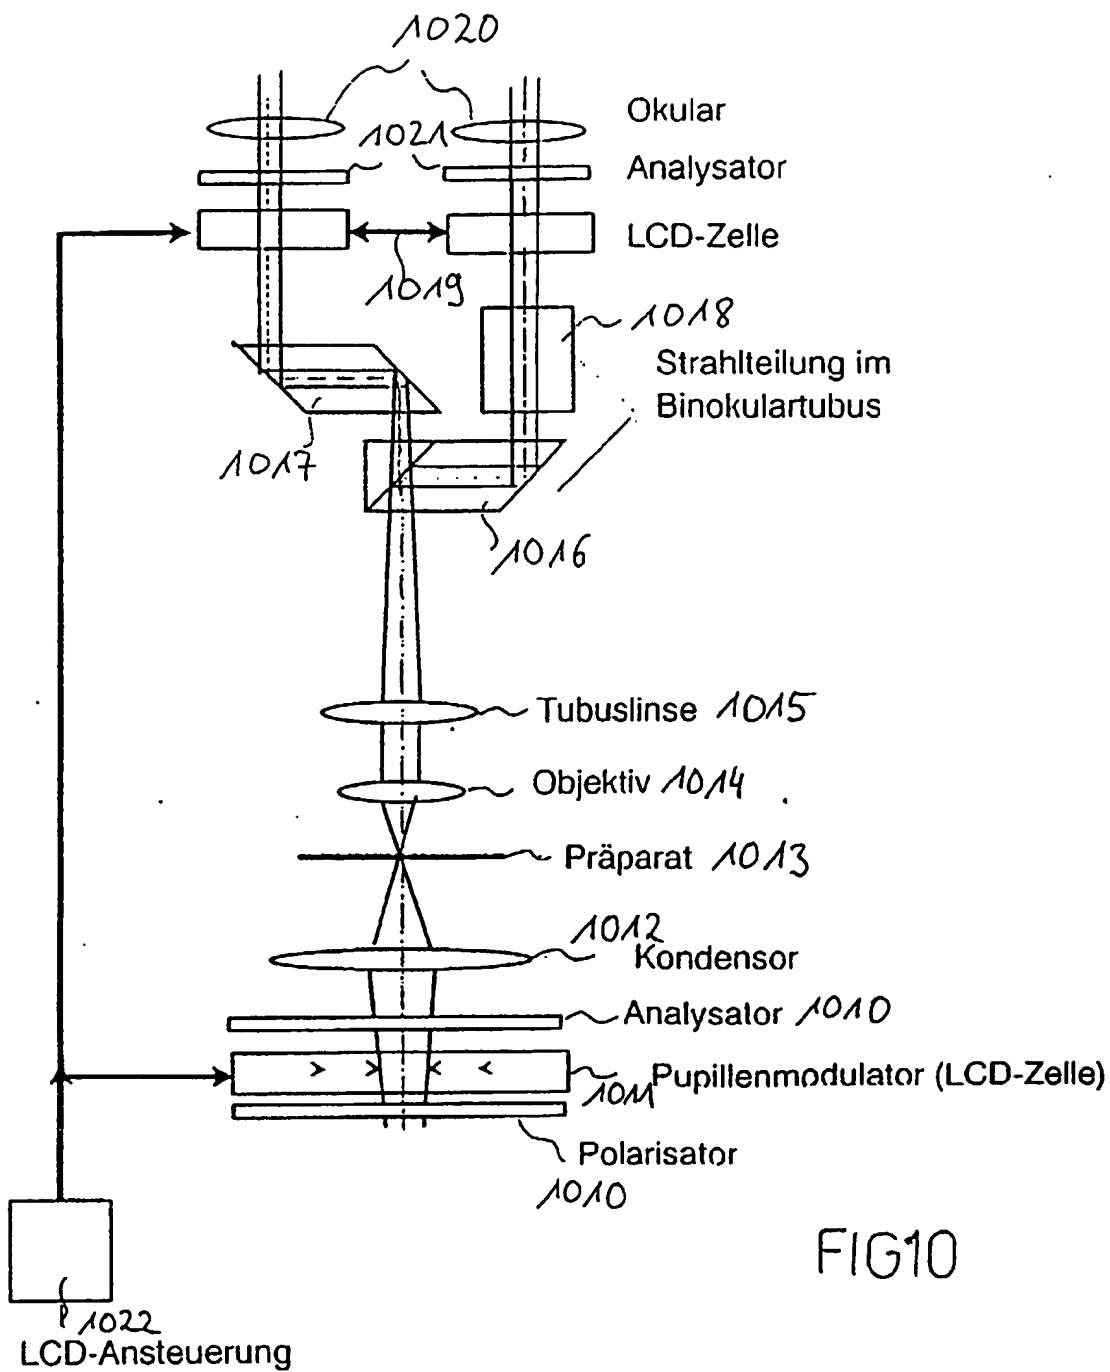 1020
Okular
1021
Analysator
LCD-Zelle
1019
1018
Strahlteilung im
Binokulartubus
1017
1016
Tubuslinse 1015
Objektiv 1014
Präparat 1013
1012
Kondensor
Analysator 1010
1011 Pupillenmodulator (LCD-Zelle)
Polarisator
1010
FIG10
1022
LCD-Ansteuerung